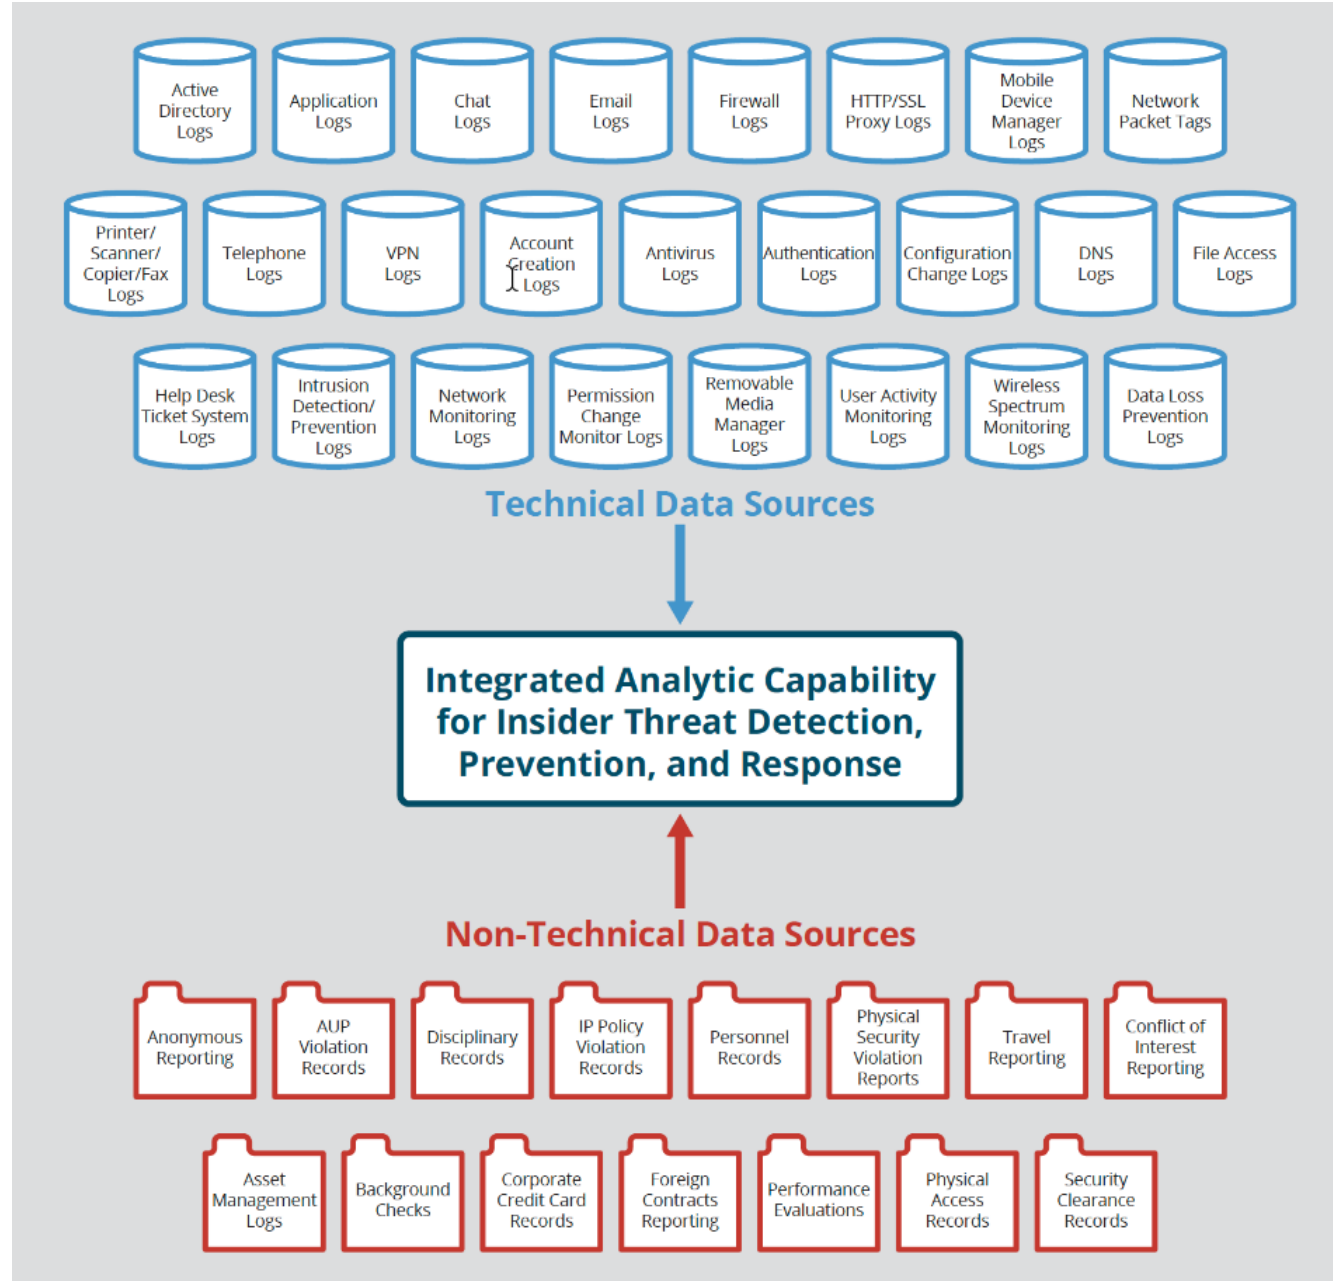 Active
Directory
Logs
Application
Logs
Chat
Logs
Email
Logs
Firewall
Logs
HTTP/SSL
Proxy Logs
Mobile
Device
Manager
Logs
Network
Packet Tags
Printer/
Scanner/
Copier/Fax
Logs
Telephone
Logs
VPN
Logs
Account
Creation
Logs
Antivirus
Logs
Authentication
Logs
Configuration
Change Logs
DNS
Logs
File Access
Logs
Help Desk
Ticket System
Logs
Intrusion
Detection/
Prevention
Logs
Network
Monitoring
Logs
Permission
Change
Monitor Logs
Removable
Media
Manager
Logs
User Activity
Monitoring
Logs
Wireless
Spectrum
Monitoring
Logs
Data Loss
Prevention
Logs
Technical Data Sources
Integrated Analytic Capability
for Insider Threat Detection,
Prevention, and Response
Non-Technical Data Sources
Anonymous
Reporting
AUP
Violation
Records
Disciplinary
Records
IP Policy
Violation
Records
Personnel
Records
Physical
Security
Violation
Reports
Travel
Reporting
Conflict of
Interest
Reporting
Asset
Management
Logs
Background
Checks
Corporate
Credit Card
Records
Foreign
Contracts
Reporting
Performance
Evaluations
Physical
Access
Records
Security
Clearance
Records